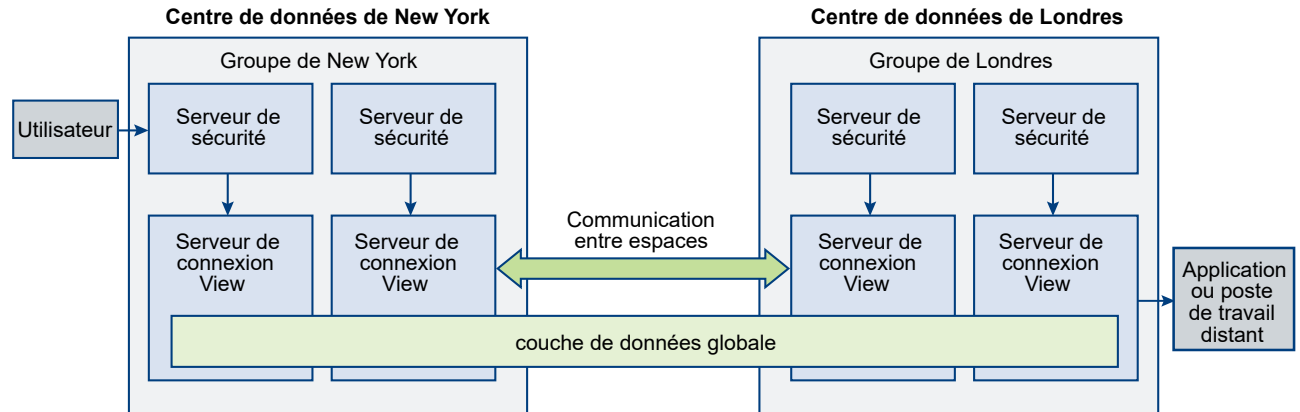 Centre de données de New York
Centre de données de Londres
Groupe de New York
Groupe de Londres
Utilisateur
Serveur de
sécurité
Serveur de
sécurité
Serveur de
sécurité
Serveur de
sécurité
Serveur de
connexion
View
Serveur de
connexion
View
Communication
entre espaces
Serveur de
connexion
View
Serveur de
connexion
View
Application
ou poste
de travail
distant
couche de données globale